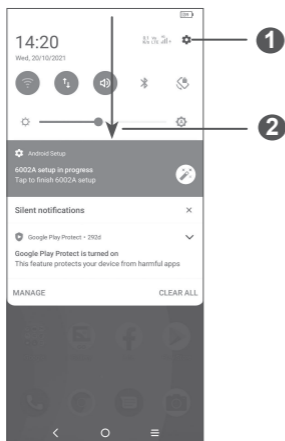 14:20
Wed, 20/10/2021
1
2
Android Setup
6002A setup in progress
Tap to finish 6002A setup
Silent notifications
Google Play Protect • 292d
Google Play Protect is turned on
This feature protects your device from harmful apps
MANAGE
CLEAR ALL